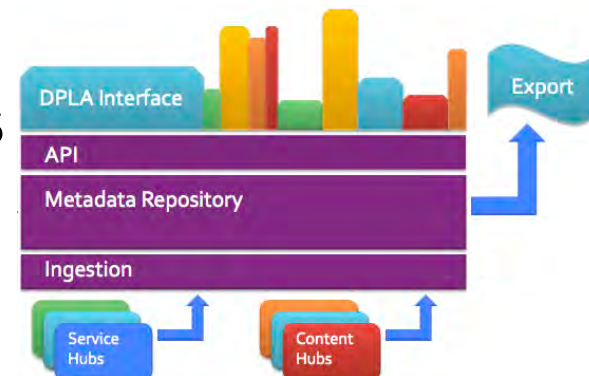 DPLA Interface
Export
API
Metadata Repository
Ingestion
Service
Hubs
Content
Hubs